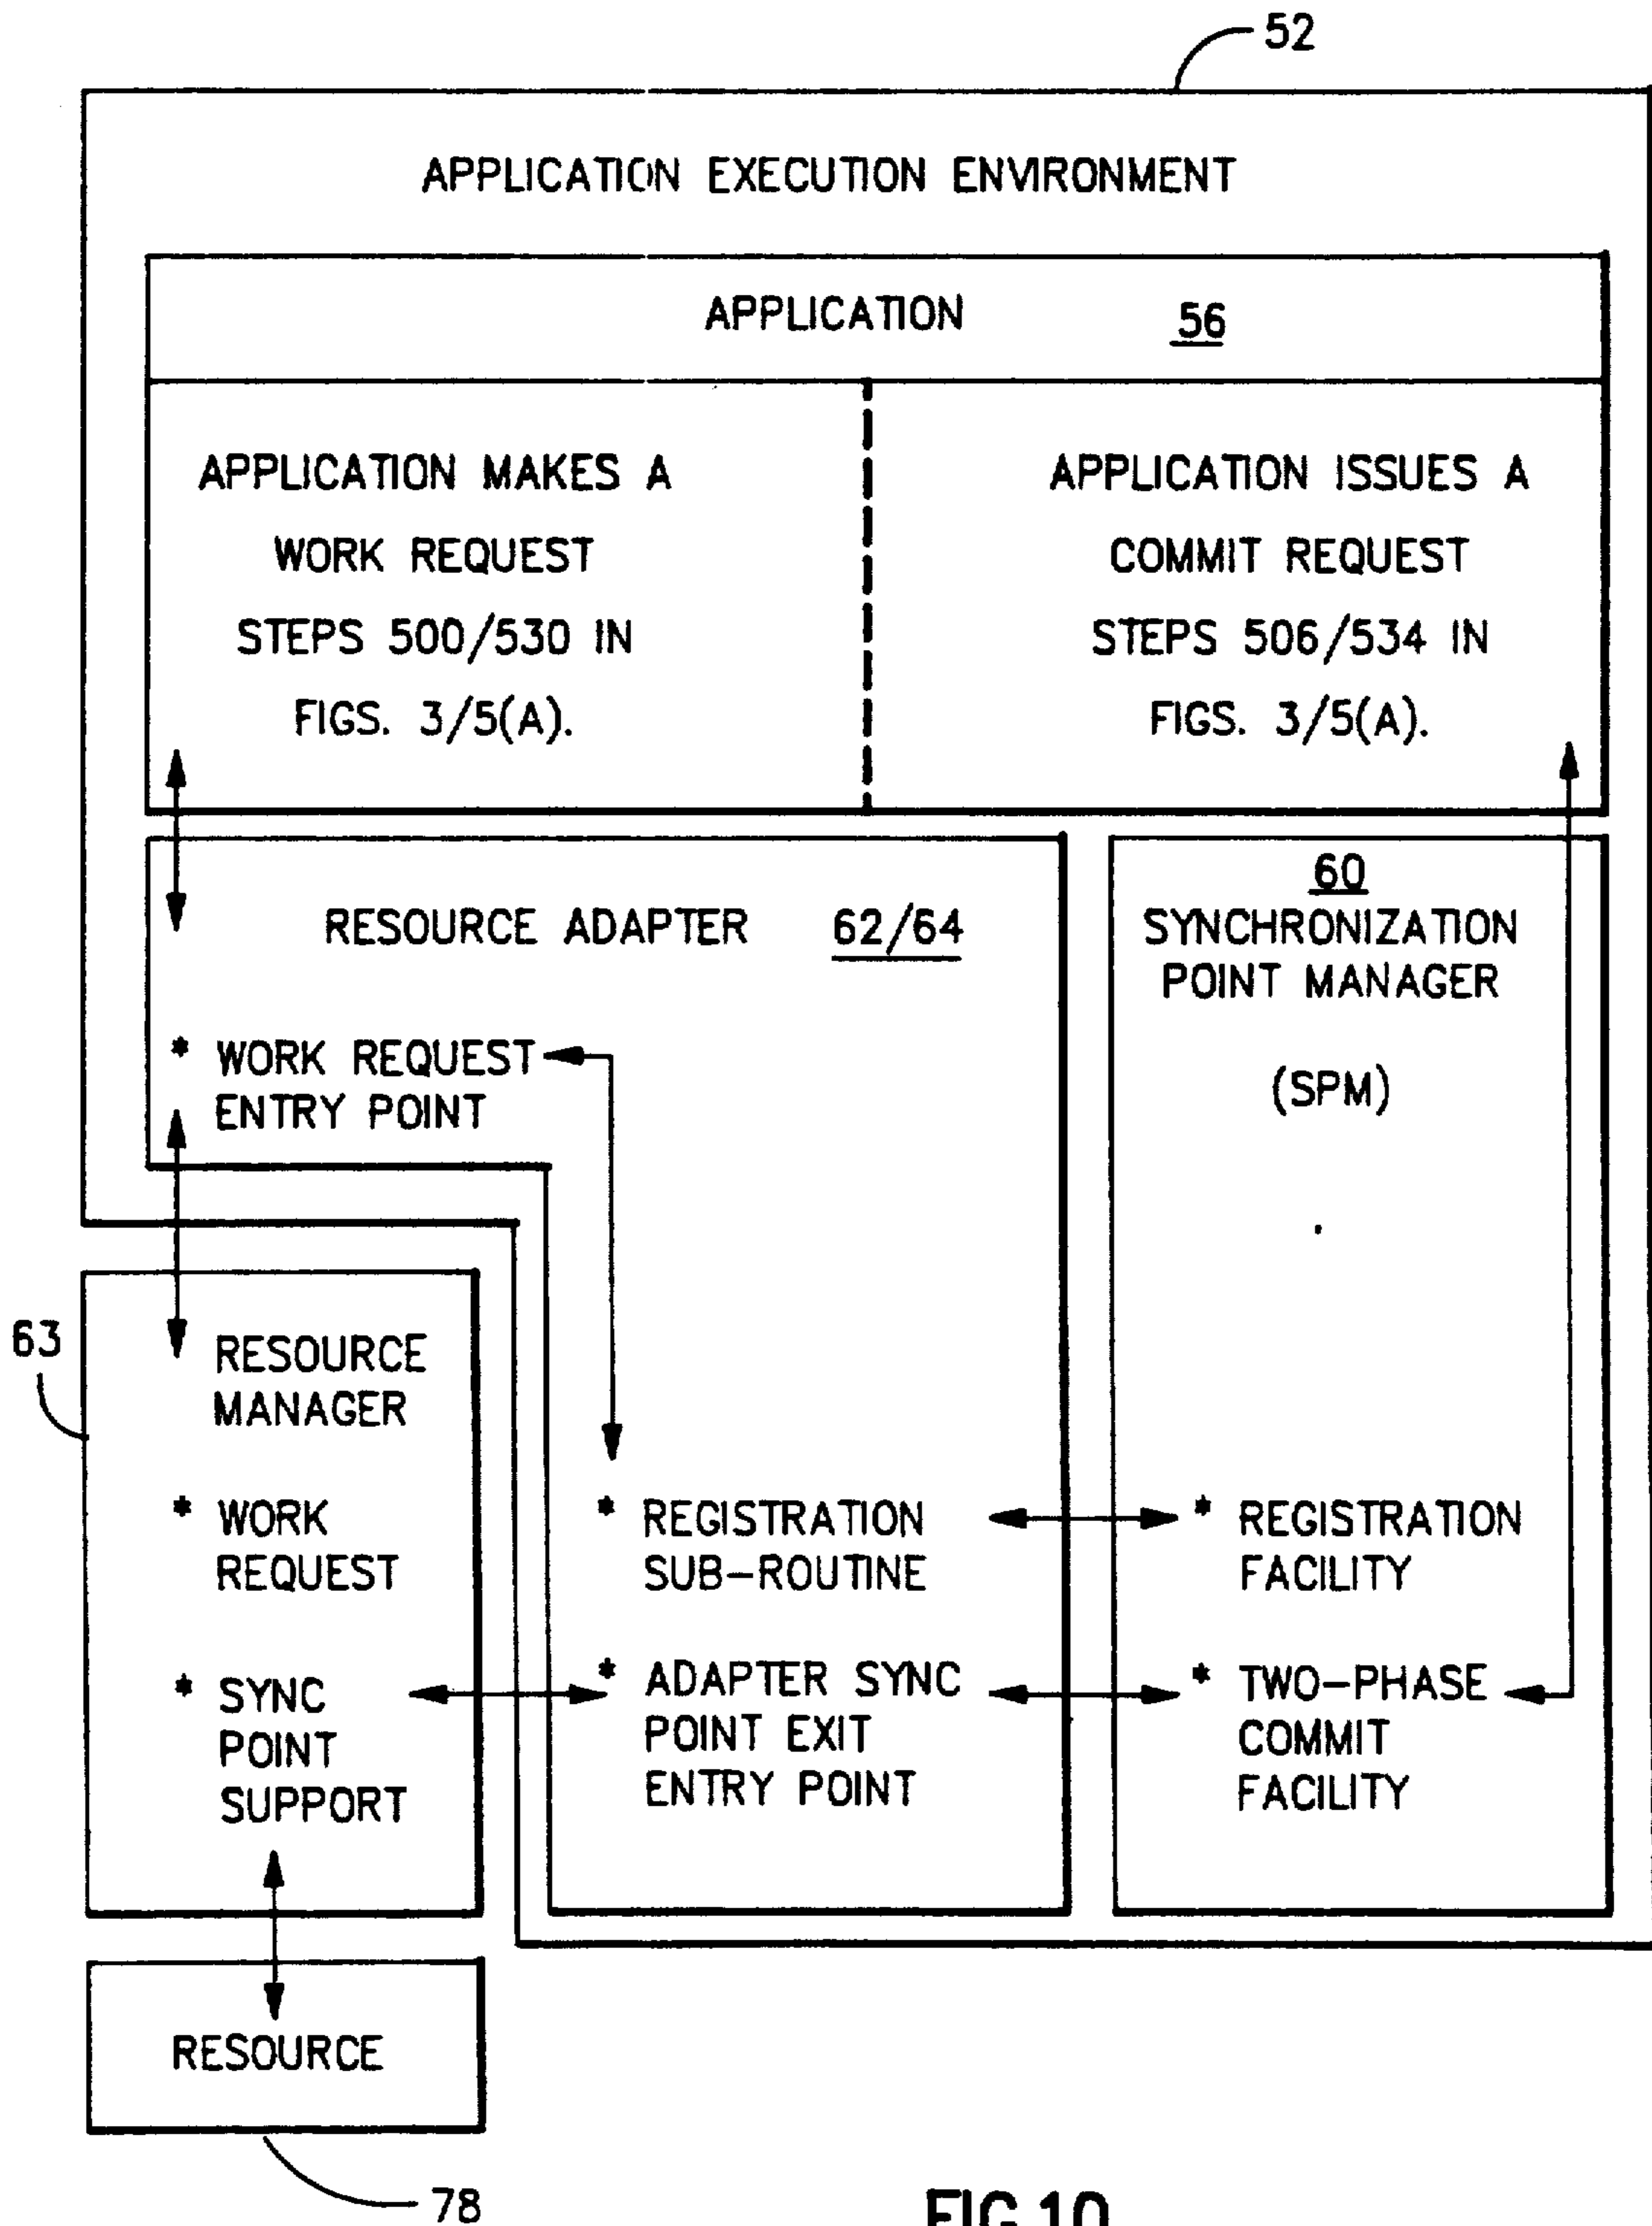 52
APPLICATION EXECUTION ENVIRONMENT
APPLICATION 56
APPLICATION MAKES A
WORK REQUEST
STEPS 500/530 IN
FIGS. 3/5(A).
APPLICATION ISSUES A
COMMIT REQUEST
STEPS 506/534 IN
FIGS. 3/5(A).
RESOURCE ADAPTER 62/64
* WORK REQUEST
ENTRY POINT
60
SYNCHRONIZATION
POINT MANAGER
(SPM)
63
RESOURCE
MANAGER
* WORK
REQUEST
* SYNC
POINT
SUPPORT
* REGISTRATION
SUB-ROUTINE
* ADAPTER SYNC
POINT EXIT
ENTRY POINT
* REGISTRATION
FACILITY
* TWO-PHASE
COMMIT
FACILITY
RESOURCE
78
FIG.10